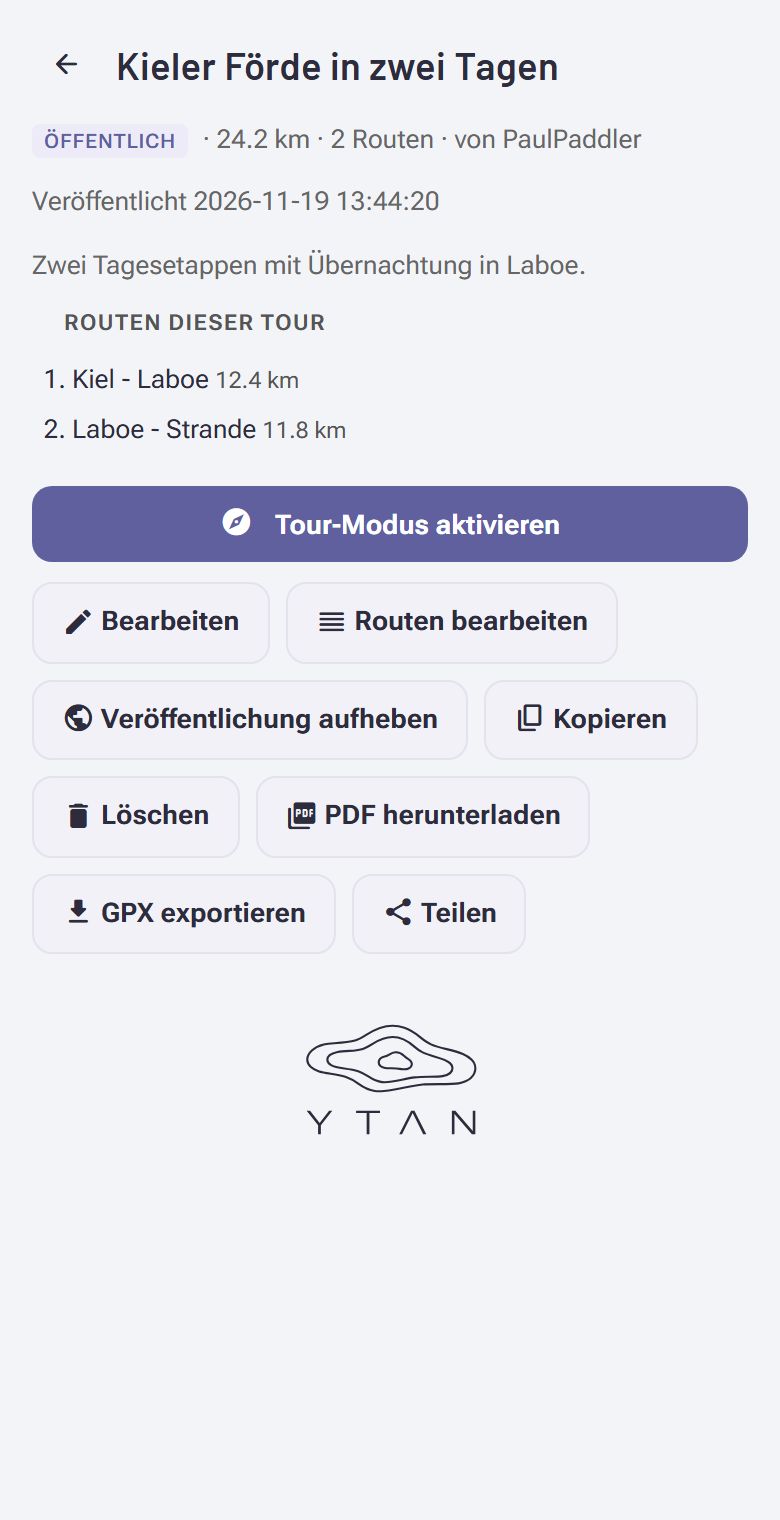 Kieler Förde in zwei Tagen
ÖFFENTLICH · 24.2 km · 2 Routen · von PaulPaddler
Veröffentlicht 2026-11-19 13:44:20
Zwei Tagesetappen mit Übernachtung in Laboe.
ROUTEN DIESER TOUR
1. Kiel - Laboe 12.4 km
2. Laboe - Strande 11.8 km
Tour-Modus aktivieren
Bearbeiten Routen bearbeiten
Veröffentlichung aufheben Kopieren
Löschen PDF herunterladen
GPX exportieren Teilen
YTAN